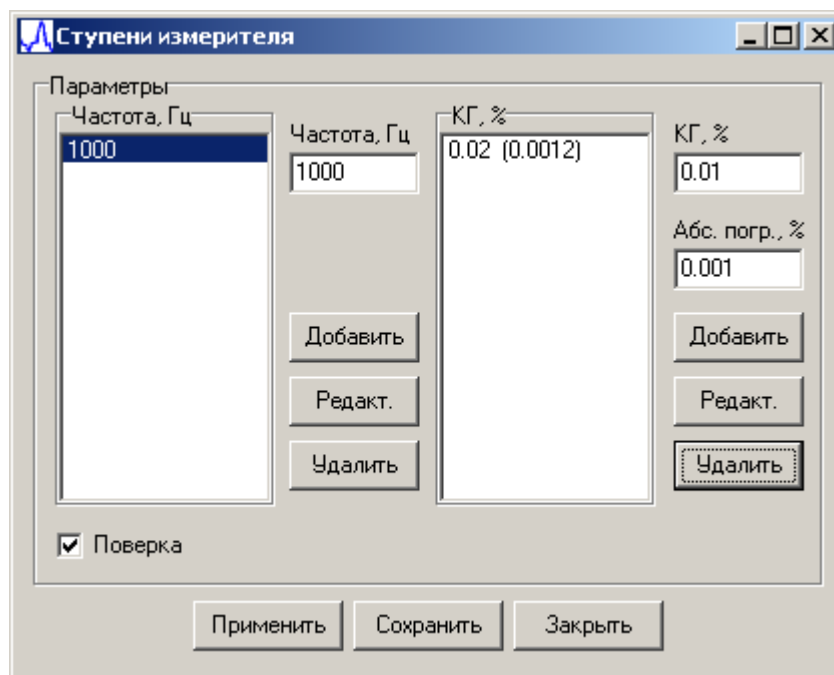 Ступени измерителя
Параметры
Частота, Гц
1000
Частота, Гц
1000
КГ, %
0.02 (0.0012)
КГ, %
0.01
Абс. погр., %
0.001
Добавить
Редакт.
Удалить
Добавить
Редакт.
Удалить
Поверка
Применить
Сохранить
Закрыть